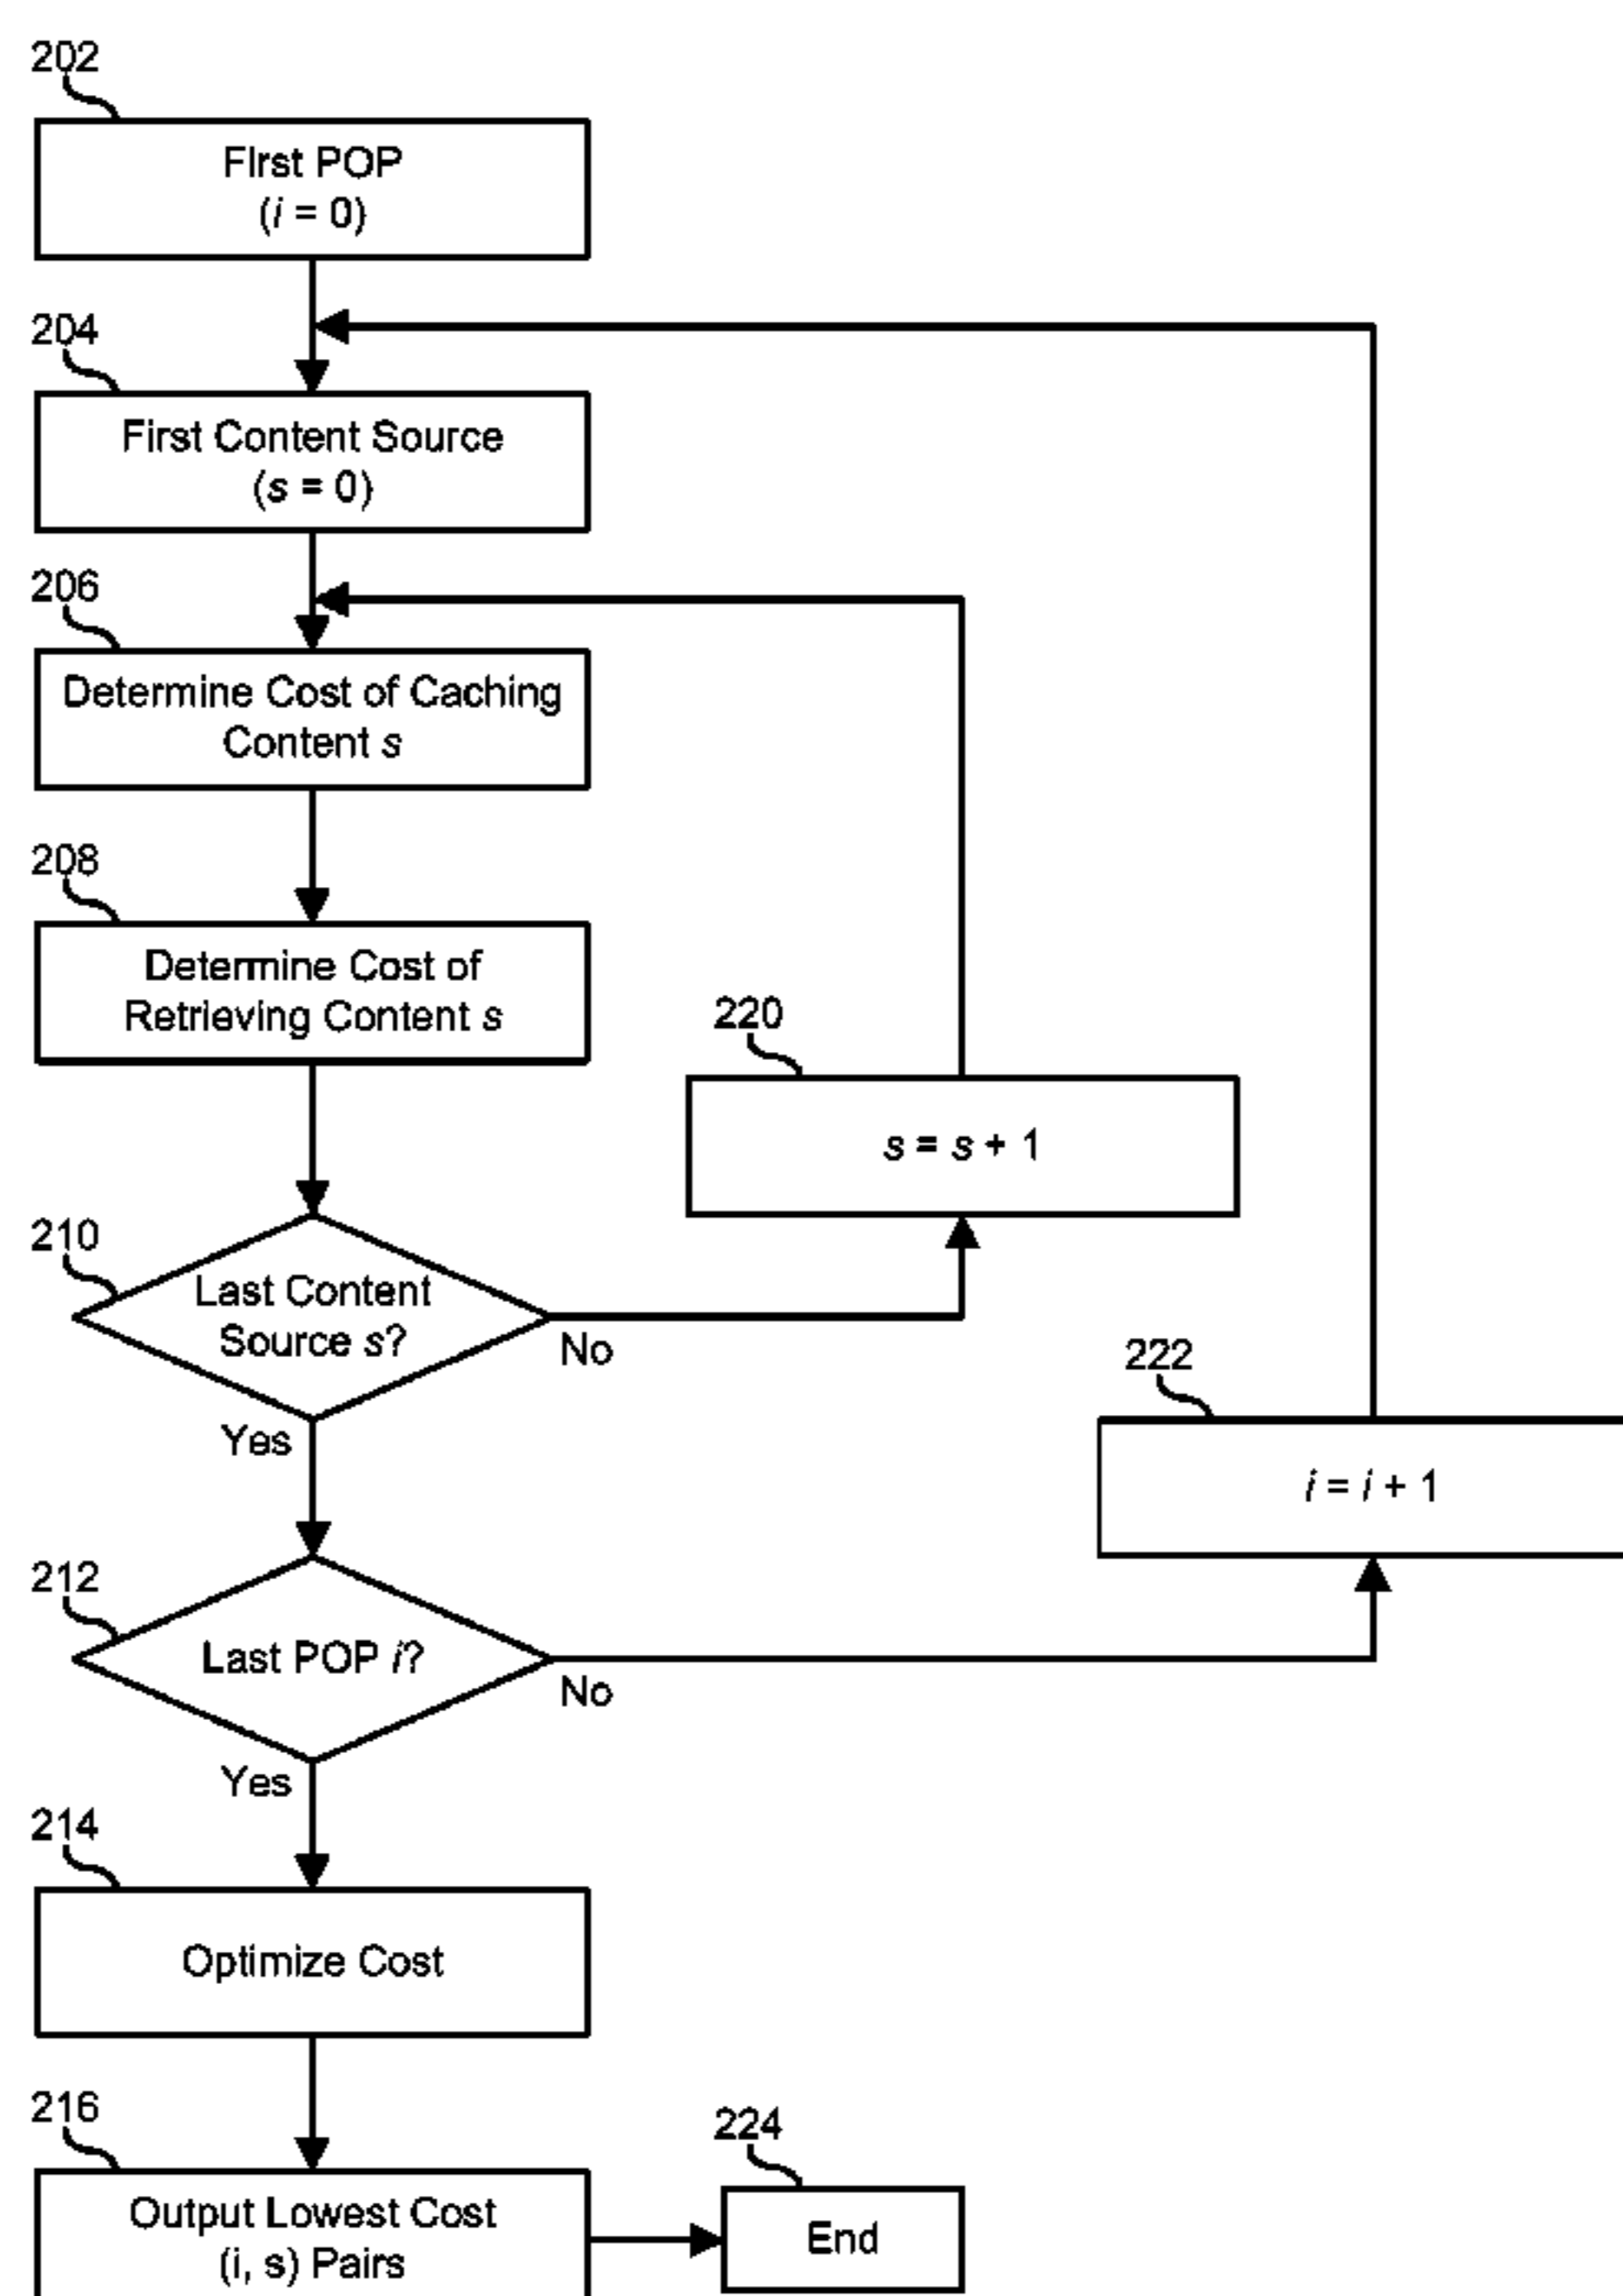 202
FIrst POP
(i = 0)
204
First Content Source
(s = 0)
206
Determine Cost of Caching
Content s
208
Determine Cost of
Retrieving Content s
220
s = s + 1
210
Last Content
Source s?
No
Yes
222
i = i + 1
212
Last POP i?
No
Yes
214
Optimize Cost
216
Output Lowest Cost
(i, s) Pairs
224
End